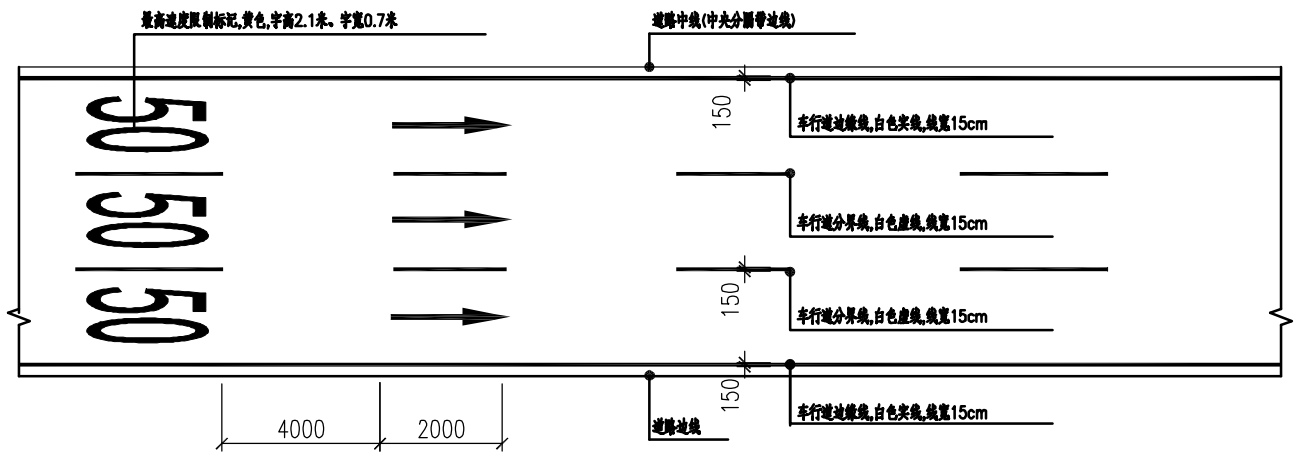 最高速度限制标记,黄色,字高2.1米、字宽0.7米
道路中线(中央分隔带边线)
150
50
车行道边缘线,白色实线,线宽15cm
50
车行道分界线,白色虚线,线宽15cm
150
50
车行道分界线,白色虚线,线宽15cm
150
车行道边缘线,白色实线,线宽15cm
道路边线
4000
2000